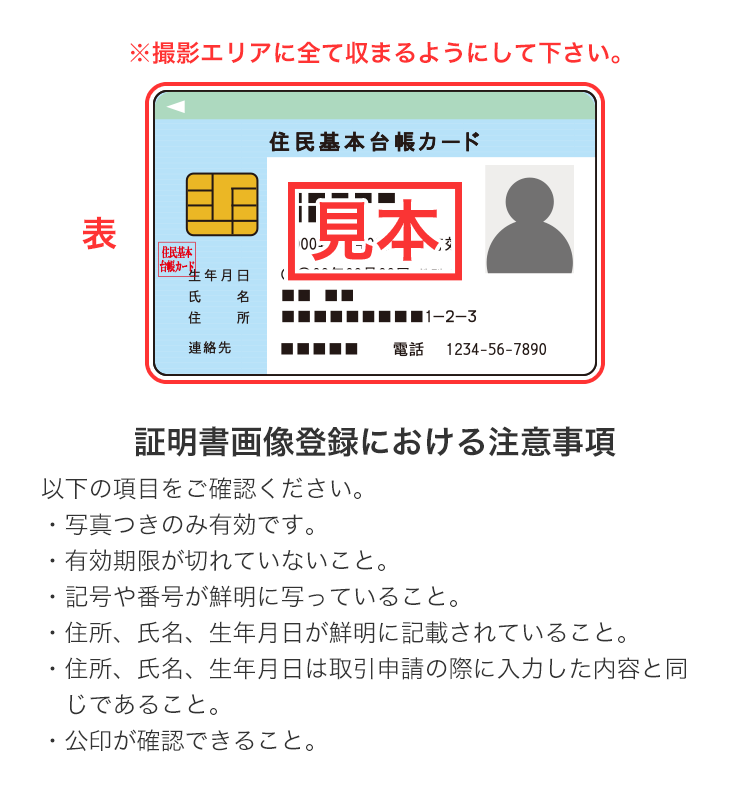 ※撮影エリアに全て収まるようにして下さい。
住民基本台帳カード
見本
表
住民基本
台帳カード
生年月日
氏 名 ■■ ■■
住 所 ■■■■■■■■■1−2−3
連絡先 ■■■■■ 電話 1234-56-7890
証明書画像登録における注意事項
以下の項目をご確認ください。
・写真つきのみ有効です。
・有効期限が切れていないこと。
・記号や番号が鮮明に写っていること。
・住所、氏名、生年月日が鮮明に記載されていること。
・住所、氏名、生年月日は取引申請の際に入力した内容と同
じであること。
・公印が確認できること。